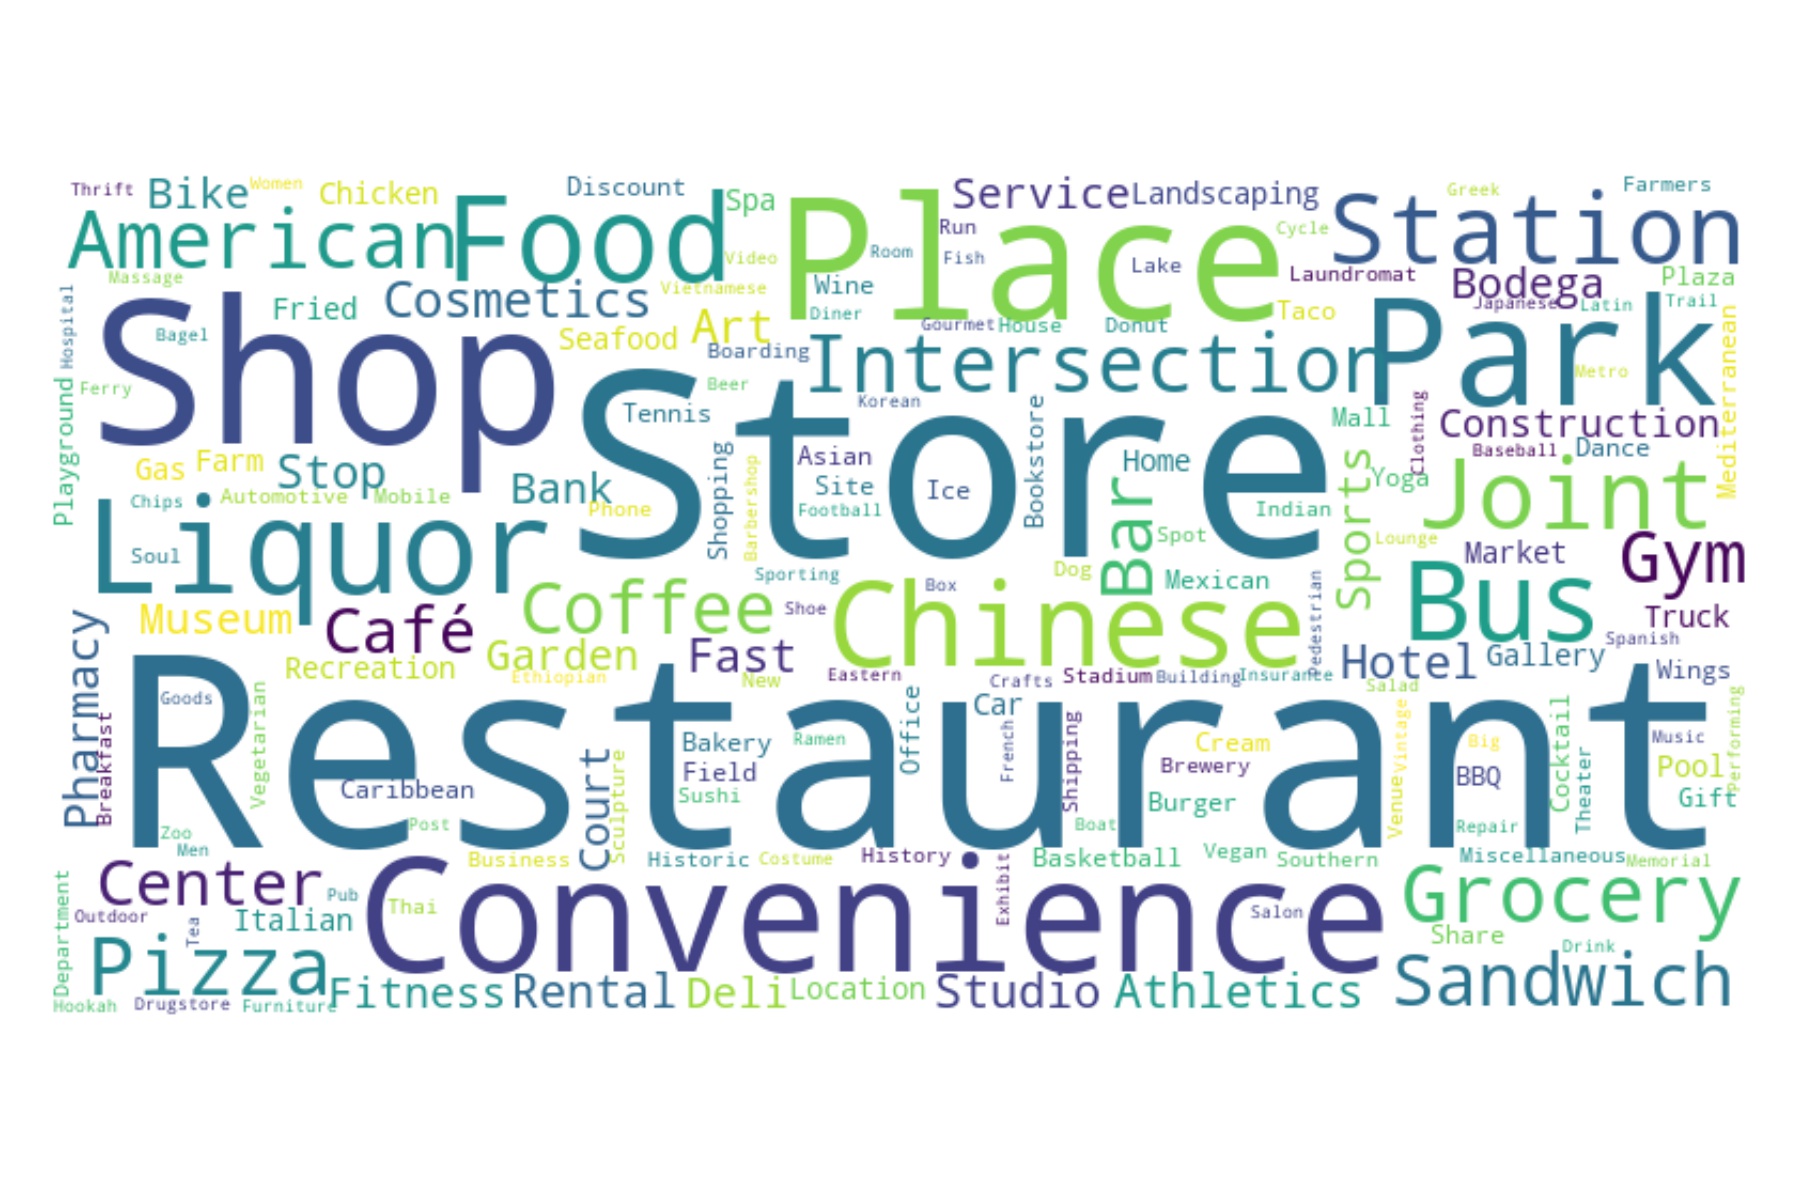 Thrift
Bike
Women
Chicken
Discount
Spa
Service
Landscaping
Station
Greek
Farmers
American
Food
Place
Run
Cycle
Room
Video
Fish
Lake
Laundromat
Bodega
Plaza
Massage
Hospital
Fried
Cosmetics
Vietnamese
Wine
Taco
Japanese
Latin
Trail
Shop
Bagel
Seafood
Art
Diner
Gourmet
House
Donut
Park
Mediterranean
Boarding
Intersection
Metro
Playground
Ferry
Beer
Korean
Store
Tennis
Bookstore
Mall
Clothing
Construction
Gas
Farm
Stop
Bank
Shopping
Barbershop
Asian
Home
Baseball
Dance
Chips
Automotive
Mobile
Phone
Site
Ice
Football
Bar
Indian
Sports
Yoga
Joint
Liquor
Soul
Spot
Lounge
Market
Gym
Sporting
Dog
Mexican
Box
Pedestrian
Bus
Pharmacy
Museum
Café
Coffee
Shoe
Chinese
Truck
Spanish
Recreation
Garden
Fast
Hotel
Gallery
Wings
Ethiopian
New
Eastern
Crafts
Stadium
Building
Insurance
Salad
Restaurant
Goods
Vegetarian
Breakfast
Office
Car
French
Shipping
Vintage
Cocktail
Performing
Bakery
Ramen
Cream
Big
Music
Field
Brewery
BBQ
Pool
Caribbean
Court
Sculpture
Sushi
Burger
Venue
Theater
Gift
Zoo
Post
Boat
Repair
Men
Business
Historic
Costume
History
Basketball
Vegan
Southern
Miscellaneous
Memorial
Center
Pub
Convenience
Exhibit
Grocery
Department
Outdoor
Tea
Italian
Thai
Salon
Share
Pizza
Drink
Sandwich
Hookah
Drugstore
Furniture
Fitness
Rental
Deli
Location
Studio
Athletics